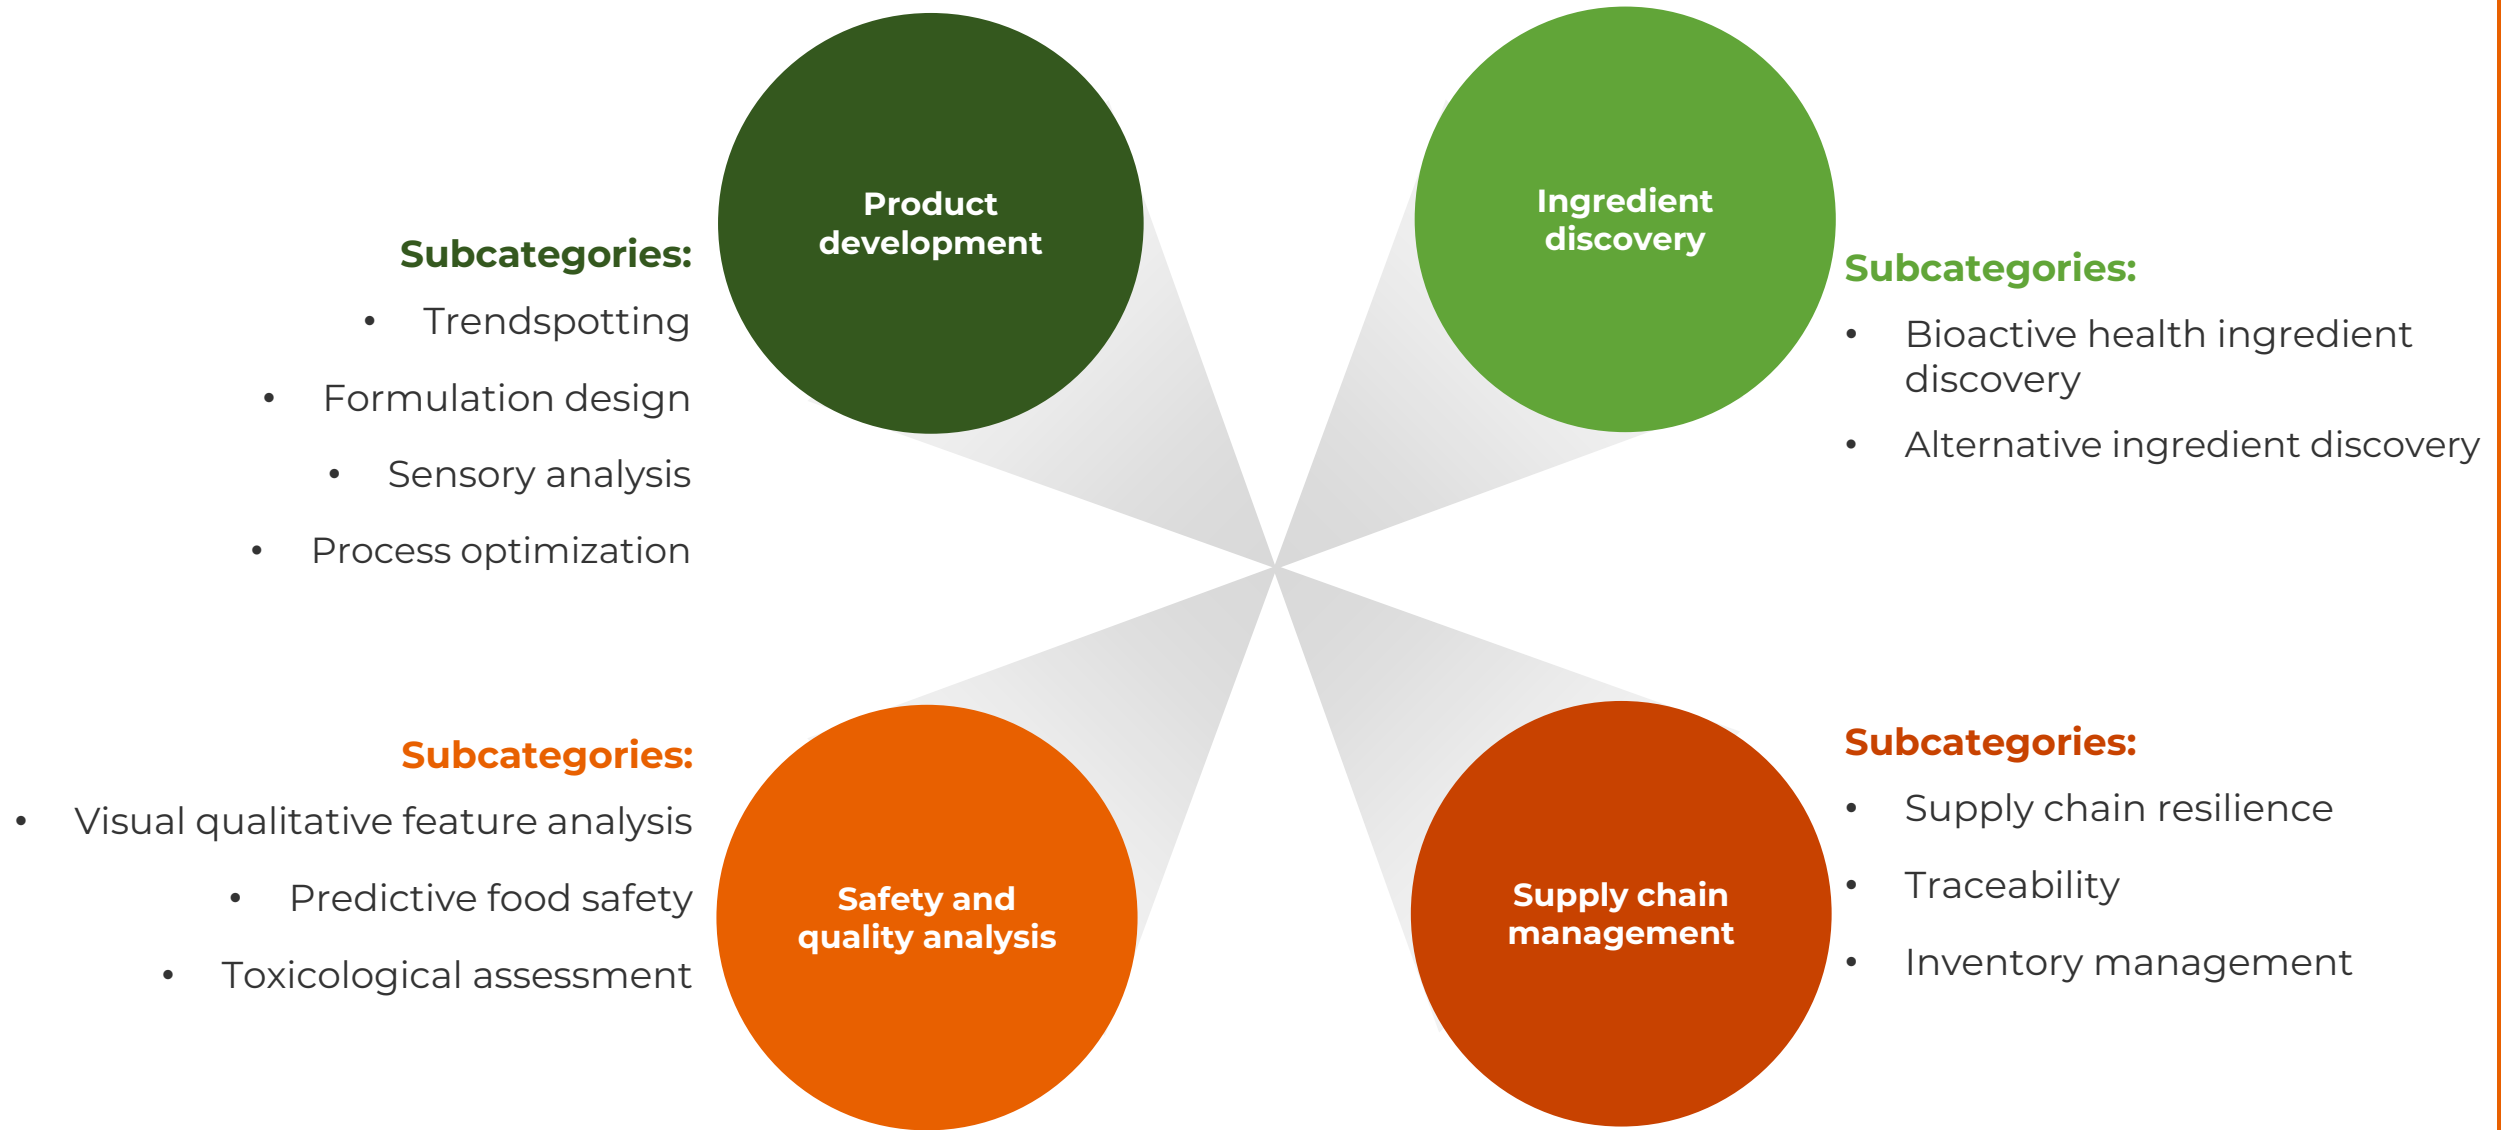 Product
development
Subcategories:
• Trendspotting
• Formulation design
• Sensory analysis
• Process optimization
Ingredient
discovery
Subcategories:
• Bioactive health ingredient
discovery
• Alternative ingredient discovery
Subcategories:
• Visual qualitative feature analysis
• Predictive food safety
• Toxicological assessment
Safety and
quality analysis
Supply chain
management
Subcategories:
• Supply chain resilience
• Traceability
• Inventory management